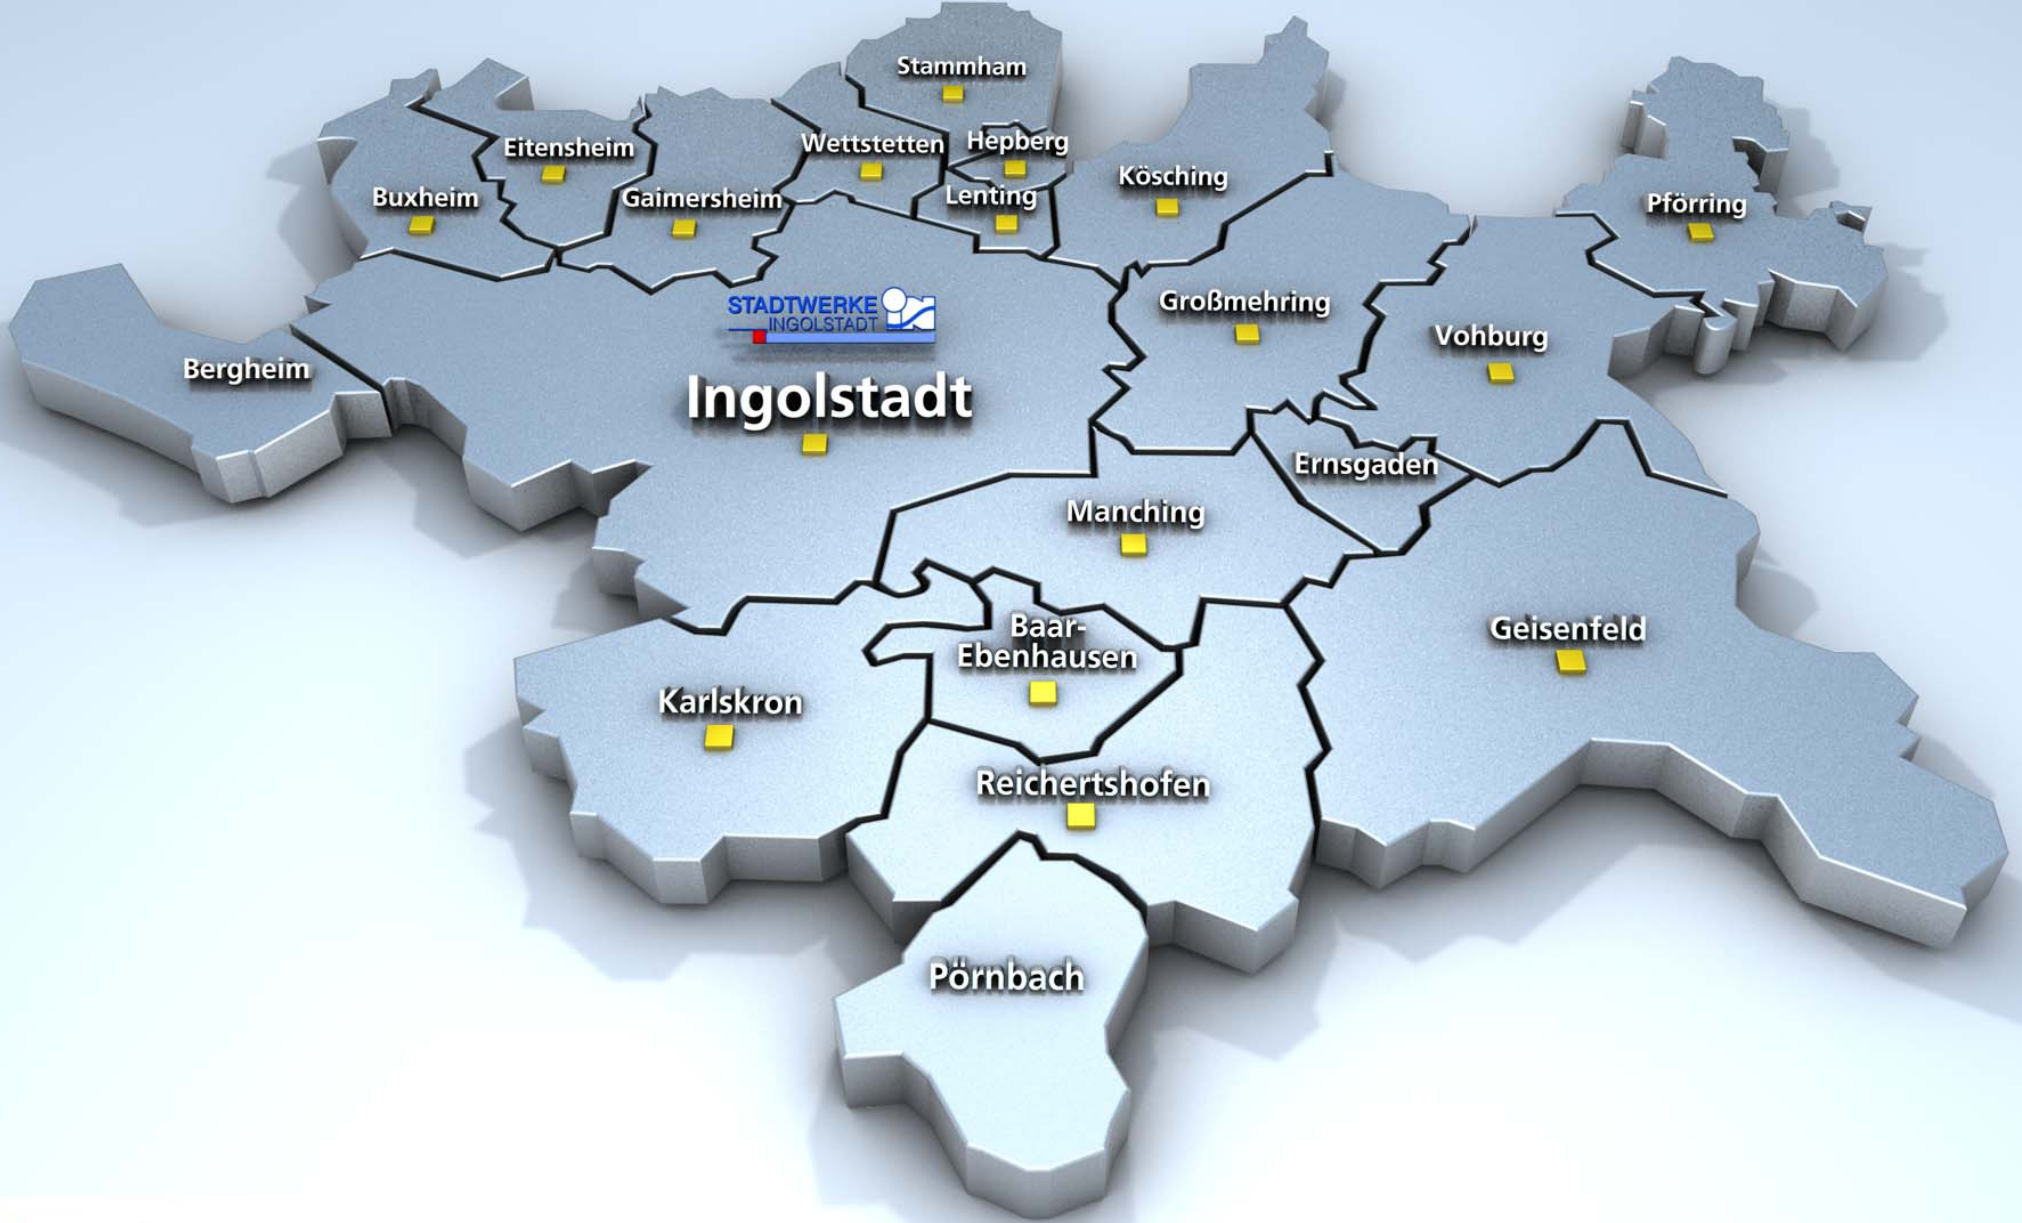 Stammham
Eitensheim
Wettstetten
Hepberg
Buxheim
Gaimersheim
Lenting
Kösching
Pförring
STADTWERKE
INGOLSTADT
Großmehring
Vohburg
Bergheim
Ingolstadt
Ernsgaden
Manching
Baar-
Ebenhausen
Geisenfeld
Karlskron
Reichertshofen
Pörnbach